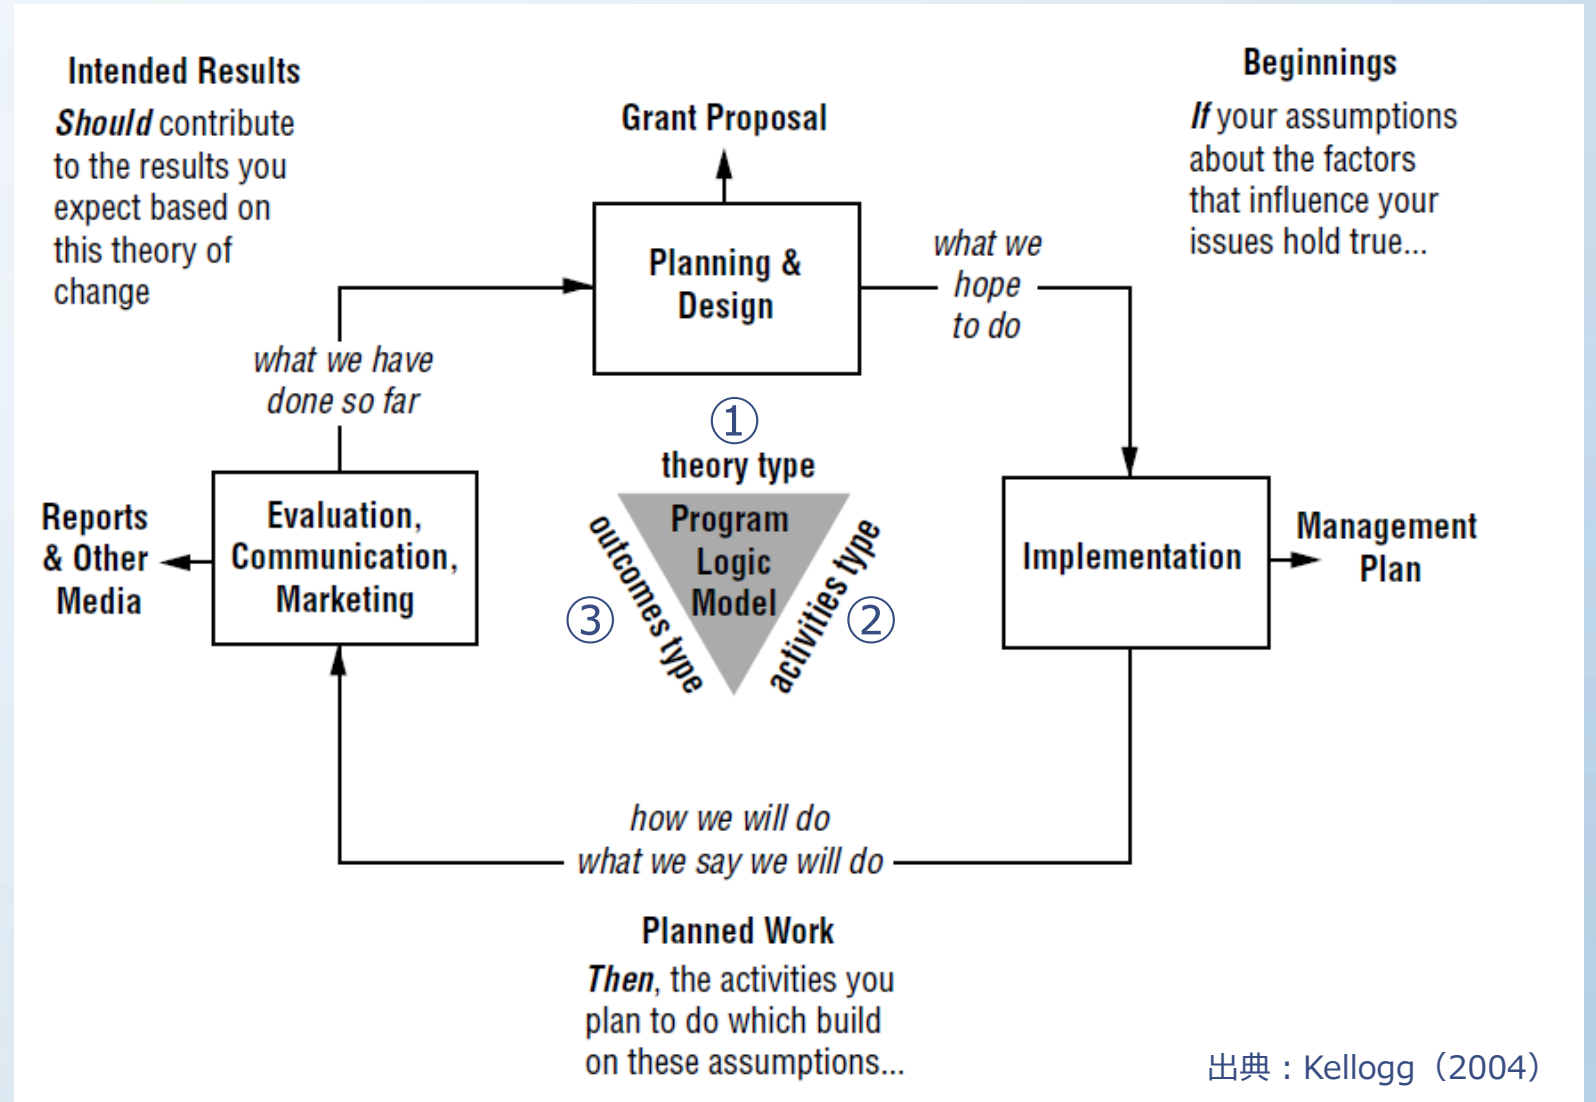 Intended Results
Should contribute
to the results you
expect based on
this theory of
change
Grant Proposal
Beginnings
If your assumptions
about the factors
that influence your
issues hold true...
Planning &
Design
what we
hope
to do
what we have
done so far
①
theory type
Program
Logic
Model
outcomes type
activities type
③
②
Reports
& Other
Media
Evaluation,
Communication,
Marketing
Implementation
Management
Plan
how we will do
what we say we will do
Planned Work
Then, the activities you
plan to do which build
on these assumptions...
出典：Kellogg（2004）